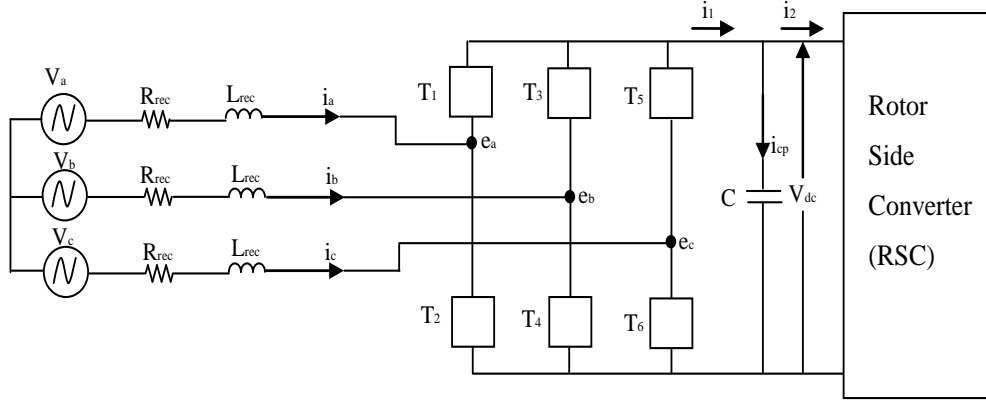 i1 i2
Va
Rrec Lrec ia
T1 T3 T5
ea
Rotor
Side
Converter
(RSC)
Vb
Rrec Lrec ib
eb
icp
C Vdc
Vc
Rrec Lrec ic
ec
T2 T4 T6